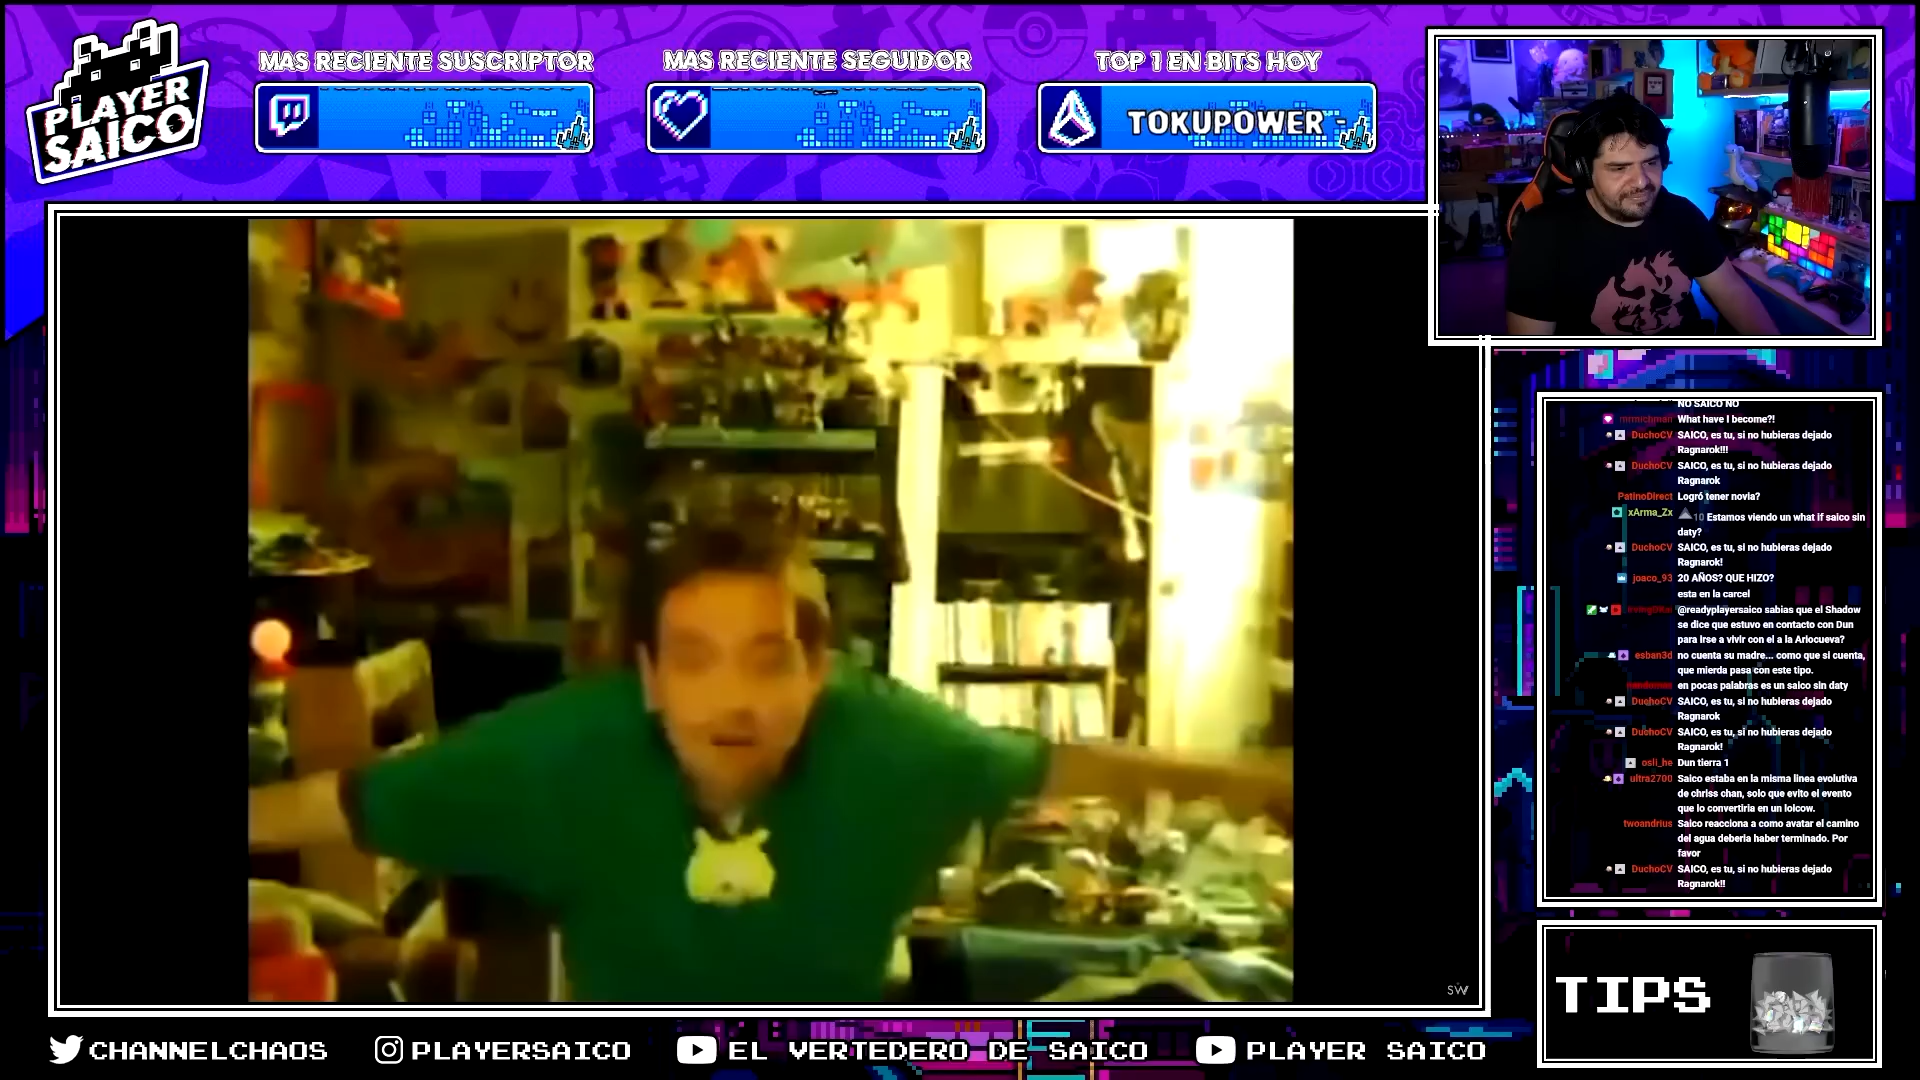 PLAYER
SAICO
MAS RECIENTE SUSCRIPTOR
MAS RECIENTE SEGUIDOR
TOP 1 EN BITS HOY
TOKUPOWER -
NO SAICO NO
mrmichman What have I become?!
DuchoCV SAICO, es tu, si no hubieras dejado
Ragnarok!!!
DuchoCV SAICO, es tu, si no hubieras dejado
Ragnarok
PatinoDirect Logró tener novia?
xArma_Zx 10 Estamos viendo un what if saico sin
daty?
DuchoCV SAICO, es tu, si no hubieras dejado
Ragnarok!
joaco_93 20 AÑOS? QUE HIZO?
esta en la carcel
@readyplayersaico sabias que el Shadow
se dice que estuvo en contacto con Dun
para irse a vivir con el a la Ariocueva?
esban3d no cuenta su madre... como que si cuenta,
que mierda pasa con este tipo.
en pocas palabras es un saico sin daty
DuchoCV SAICO, es tu, si no hubieras dejado
Ragnarok
DuchoCV SAICO, es tu, si no hubieras dejado
Ragnarok!
osli_he Dun tierra 1
ultra2700 Saico estaba en la misma linea evolutiva
de chriss chan, solo que evito el evento
que lo convertiria en un lolcow.
twoandrius Saico reacciona a como avatar el camino
del agua deberia haber terminado. Por
favor
DuchoCV SAICO, es tu, si no hubieras dejado
Ragnarok!!
SW
TIPS
CHANNELCHAOS
PLAYERSAICO
EL VERTEDERO DE SAICO
PLAYER SAICO